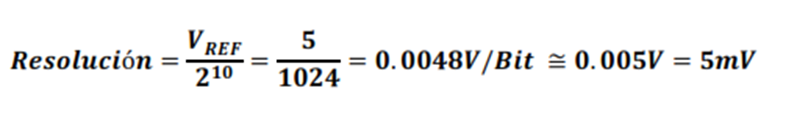 Resolución = V_REF / 2^10 = 5 / 1024 = 0.0048V/Bit ≅ 0.005V = 5mV